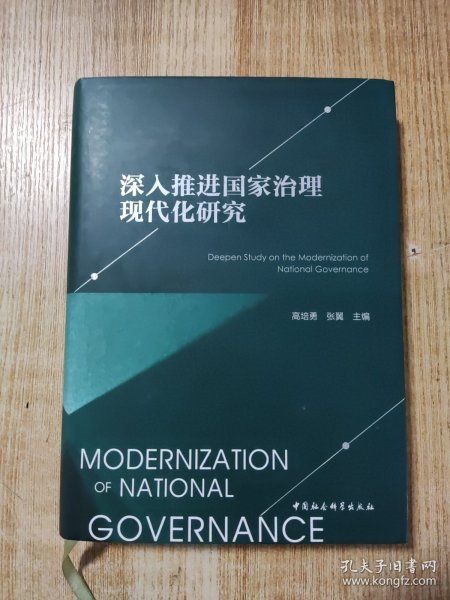 深入推进国家治理
现代化研究
Deepen Study on the Modernization of
National Governance
高培勇 张翼 主编
MODERNIZATION
OF NATIONAL
GOVERNANCE
中国社会科学出版社
孔夫子旧书网
www.kongfz.com